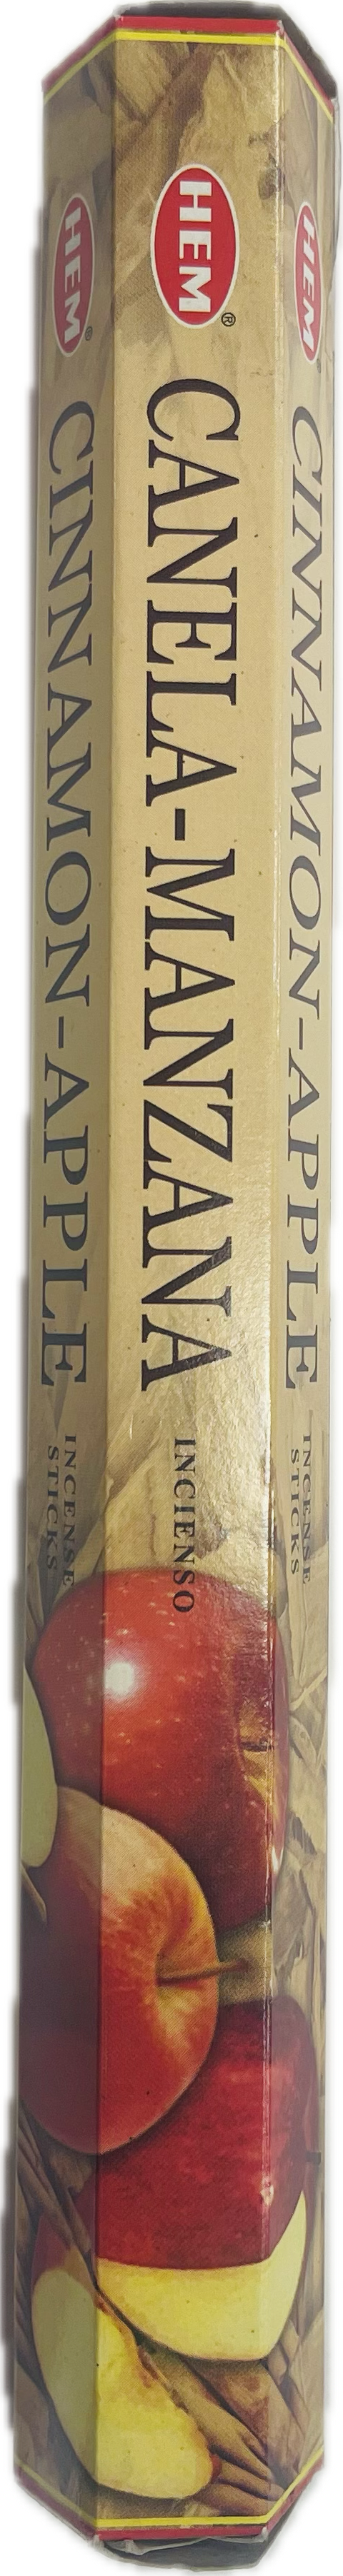 HEM®
CINNAMON-APPLE
INCENSE
STICKS
HEM®
CANELA-MANZANA
INCIENSO
HEM
CINNAMON-APPLE
INCENSE
STICKS